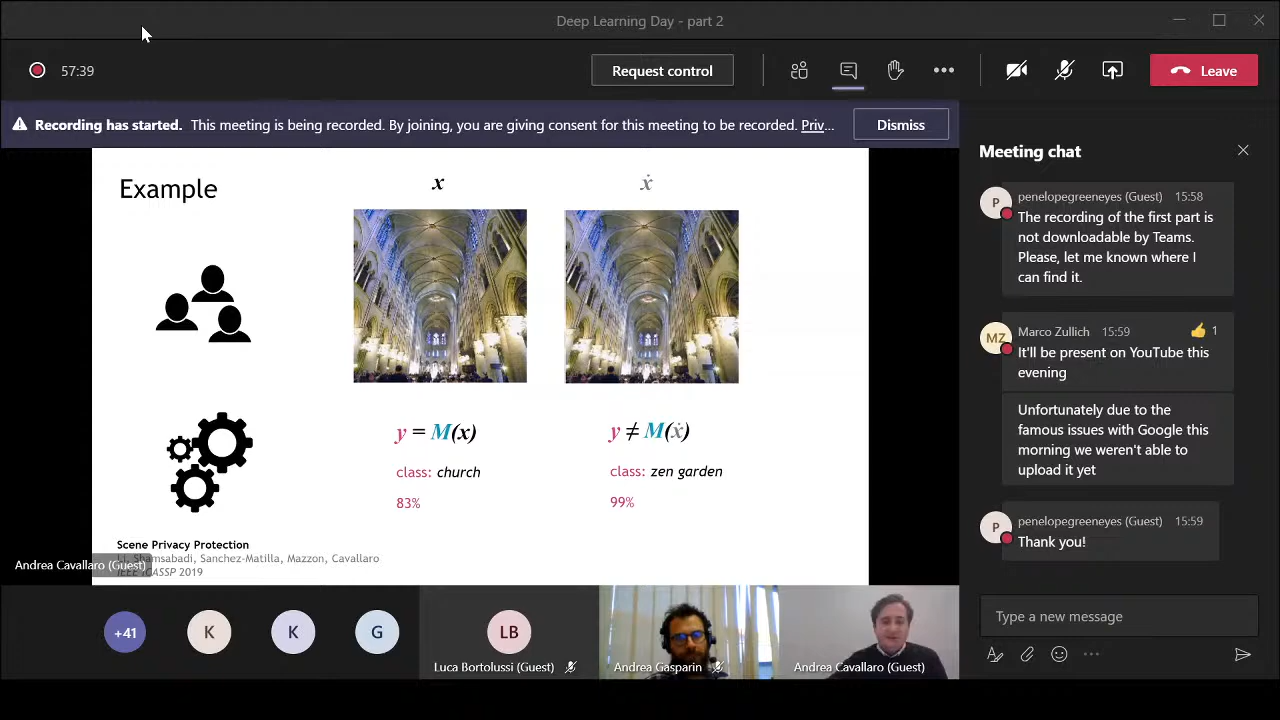 Deep Learning Day - part 2
57:39
Request control
Leave
Recording has started. This meeting is being recorded. By joining, you are giving consent for this meeting to be recorded. Priv...
Dismiss
Example
x
ẋ
y = M(x)
y ≠ M(ẋ)
class: church
class: zen garden
83%
99%
Scene Privacy Protection
Shamsabadi, Sanchez-Matilla, Mazzon, Cavallaro
IEEE ICASSP 2019
Andrea Cavallaro (Guest)
+41
K
K
G
LB
Luca Bortolussi (Guest)
Andrea Gasparin
Andrea Cavallaro (Guest)
Meeting chat
P
penelopegreeneyes (Guest) 15:58
The recording of the first part is
not downloadable by Teams.
Please, let me known where I
can find it.
MZ
Marco Zullich 15:59
1
It'll be present on YouTube this
evening
Unfortunately due to the
famous issues with Google this
morning we weren't able to
upload it yet
P
penelopegreeneyes (Guest) 15:59
Thank you!
Type a new message